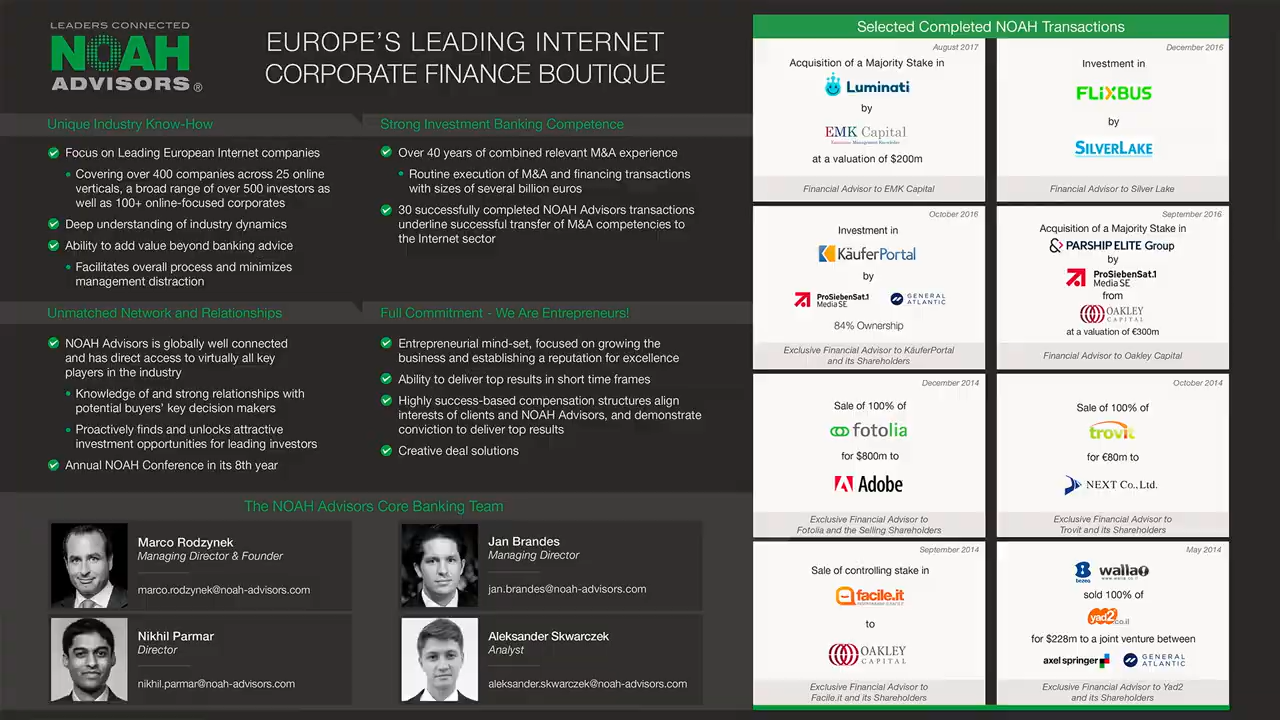 LEADERS CONNECTED
NOAH
ADVISORS®
EUROPE'S LEADING INTERNET
CORPORATE FINANCE BOUTIQUE
Unique Industry Know-How
Focus on Leading European Internet companies
Covering over 400 companies across 25 online
verticals, a broad range of over 500 investors as
well as 100+ online-focused corporates
Deep understanding of industry dynamics
Ability to add value beyond banking advice
Facilitates overall process and minimizes
management distraction
Strong Investment Banking Competence
Over 40 years of combined relevant M&A experience
Routine execution of M&A and financing transactions
with sizes of several billion euros
30 successfully completed NOAH Advisors transactions
underline successful transfer of M&A competencies to
the Internet sector
Unmatched Network and Relationships
NOAH Advisors is globally well connected
and has direct access to virtually all key
players in the industry
Knowledge of and strong relationships with
potential buyers' key decision makers
Proactively finds and unlocks attractive
investment opportunities for leading investors
Annual NOAH Conference in its 8th year
Full Commitment - We Are Entrepreneurs!
Entrepreneurial mind-set, focused on growing the
business and establishing a reputation for excellence
Ability to deliver top results in short time frames
Highly success-based compensation structures align
interests of clients and NOAH Advisors, and demonstrate
conviction to deliver top results
Creative deal solutions
The NOAH Advisors Core Banking Team
Marco Rodzynek
Managing Director & Founder
marco.rodzynek@noah-advisors.com
Jan Brandes
Managing Director
jan.brandes@noah-advisors.com
Nikhil Parmar
Director
nikhil.parmar@noah-advisors.com
Aleksander Skwarczek
Analyst
aleksander.skwarczek@noah-advisors.com
Selected Completed NOAH Transactions
August 2017
Acquisition of a Majority Stake in
Luminati
by
EMK Capital
at a valuation of $200m
Financial Advisor to EMK Capital
December 2016
Investment in
FLiXBUS
by
SILVERLAKE
Financial Advisor to Silver Lake
October 2016
Investment in
KäuferPortal
by
ProSiebenSat.1
Media SE
GENERAL
ATLANTIC
84% Ownership
Exclusive Financial Advisor to KäuferPortal
and its Shareholders
September 2016
Acquisition of a Majority Stake in
PARSHIP ELITE Group
by
ProSiebenSat.1
Media SE
from
OAKLEY
CAPITAL
at a valuation of €300m
Financial Advisor to Oakley Capital
December 2014
Sale of 100% of
fotolia
for $800m to
Adobe
Exclusive Financial Advisor to
Fotolia and the Selling Shareholders
October 2014
Sale of 100% of
trovit
for €80m to
NEXT Co., Ltd.
Exclusive Financial Advisor to
Trovit and its Shareholders
September 2014
Sale of controlling stake in
facile.it
to
OAKLEY
CAPITAL
Exclusive Financial Advisor to
Facile.it and its Shareholders
May 2014
bezeq
walla
www.walla.co.il
sold 100% of
yad2.co.il
for $228m to a joint venture between
axel springer
GENERAL
ATLANTIC
Exclusive Financial Advisor to Yad2
and its Shareholders